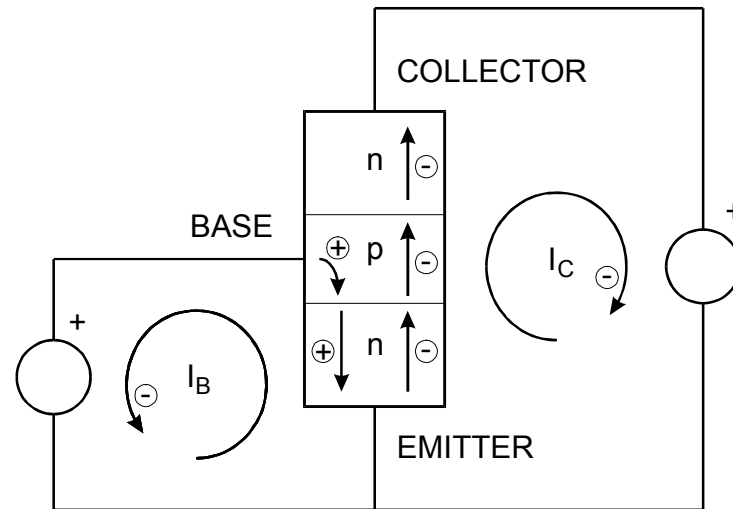 COLLECTOR
n -
BASE
+ p -
I_C
-
+
+
I_B
-
+ n -
EMITTER